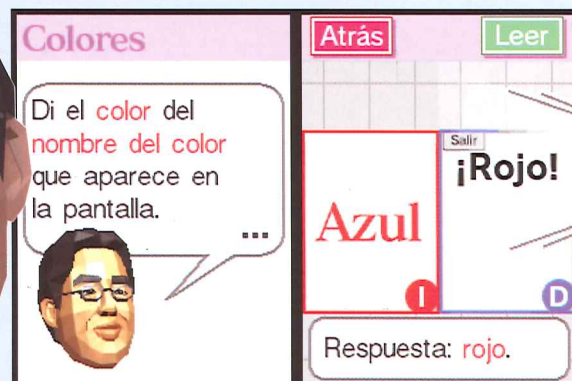 Colores
Di el color del
nombre del color
que aparece en
la pantalla.
...
Atrás
Leer
Azul
I
Salir
¡Rojo!
D
Respuesta: rojo.